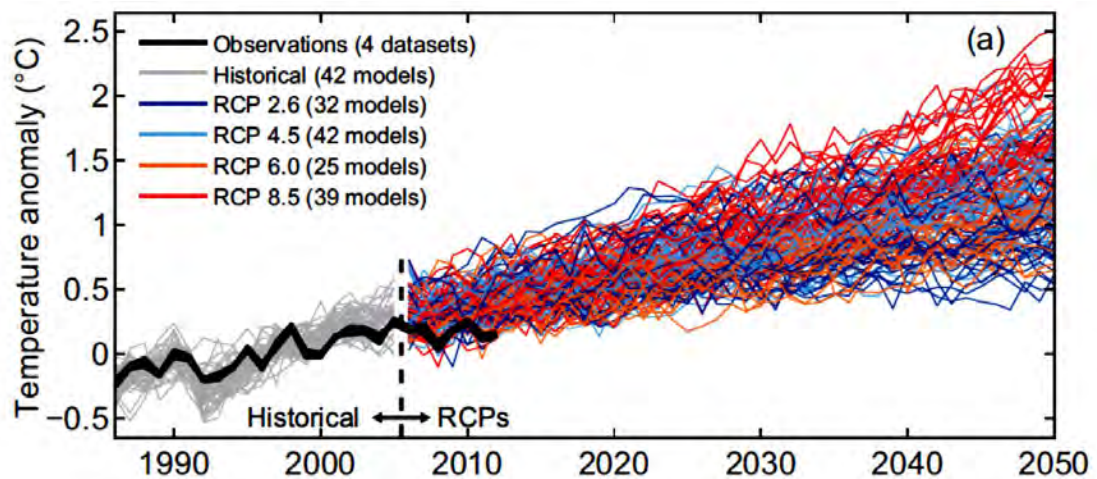 Temperature anomaly (°C)
2.5
2
1.5
1
0.5
0
−0.5
(a)
Observations (4 datasets)
Historical (42 models)
RCP 2.6 (32 models)
RCP 4.5 (42 models)
RCP 6.0 (25 models)
RCP 8.5 (39 models)
Historical RCPs
1990 2000 2010 2020 2030 2040 2050